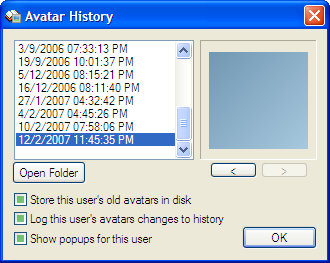 Avatar History
3/9/2006 07:33:13 PM
19/9/2006 10:01:37 PM
5/12/2006 08:15:21 PM
16/12/2006 08:11:40 PM
27/1/2007 04:32:42 PM
4/2/2007 04:45:26 PM
10/2/2007 07:58:06 PM
12/2/2007 11:45:35 PM
Open Folder
< >
Store this user's old avatars in disk
Log this user's avatars changes to history
Show popups for this user
OK